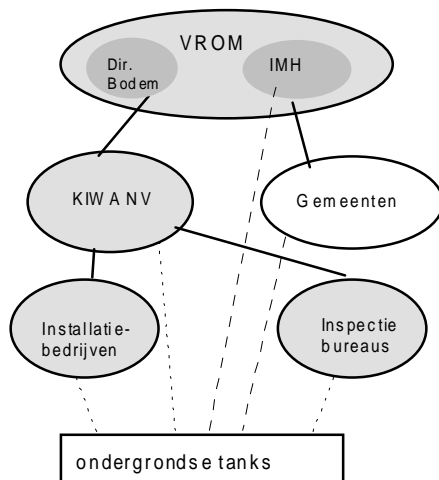 VROM
Dir.
Bodem
IMH
KIWA NV
Gemeenten
Installatie-
bedrijven
Inspectie
bureaus
ondergrondse tanks